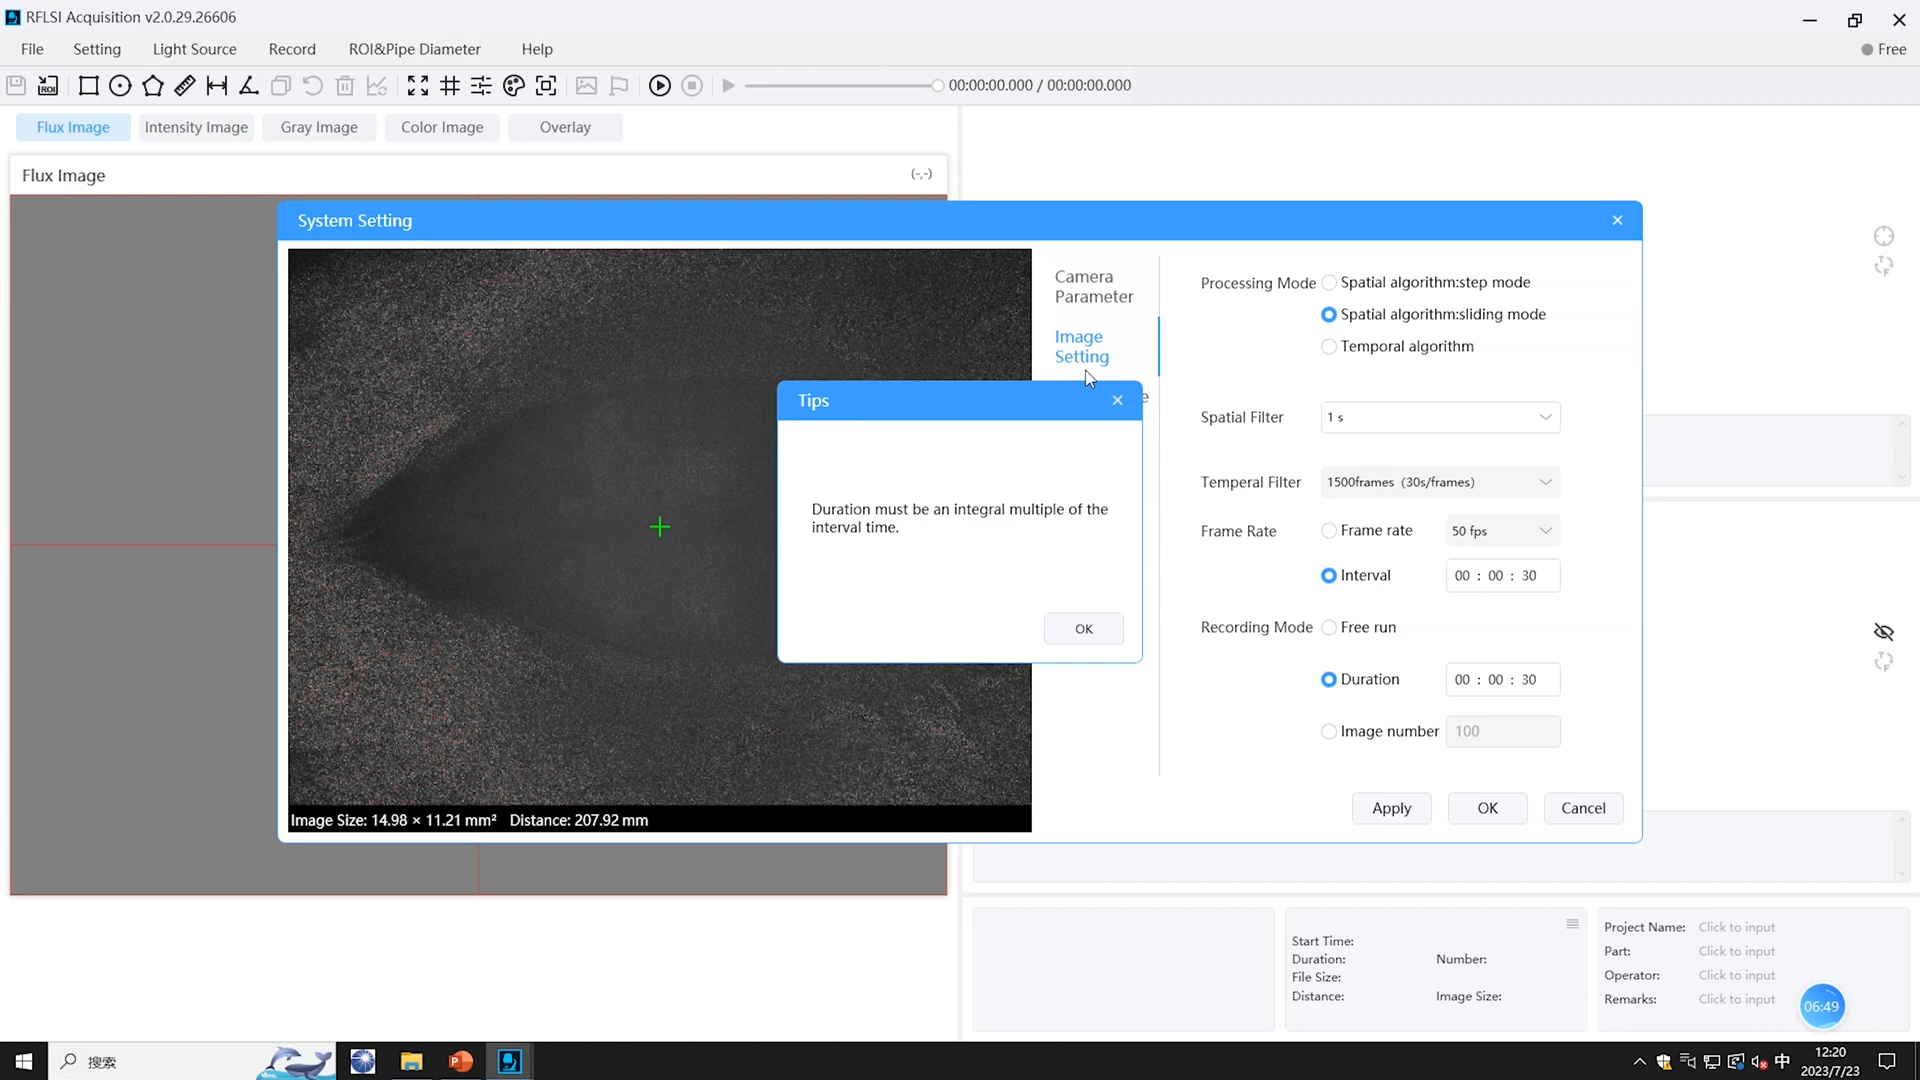 RFLSI Acquisition v2.0.29.26606
File Setting Light Source Record ROI&Pipe Diameter Help
Free
ROI
00:00:00.000 / 00:00:00.000
Flux Image Intensity Image Gray Image Color Image Overlay
Flux Image (-,-)
System Setting
Camera
Parameter
Image
Setting
e
Image Size: 14.98 × 11.21 mm² Distance: 207.92 mm
Processing Mode Spatial algorithm:step mode
Spatial algorithm:sliding mode
Temporal algorithm
Spatial Filter 1 s
Temperal Filter 1500frames (30s/frames)
Frame Rate Frame rate 50 fps
Interval 00 : 00 : 30
Recording Mode Free run
Duration 00 : 00 : 30
Image number 100
Apply OK Cancel
Tips
Duration must be an integral multiple of the
interval time.
OK
Start Time:
Duration: Number:
File Size:
Distance: Image Size:
Project Name: Click to input
Part: Click to input
Operator: Click to input
Remarks: Click to input
06:49
搜索
P
中
12:20
2023/7/23